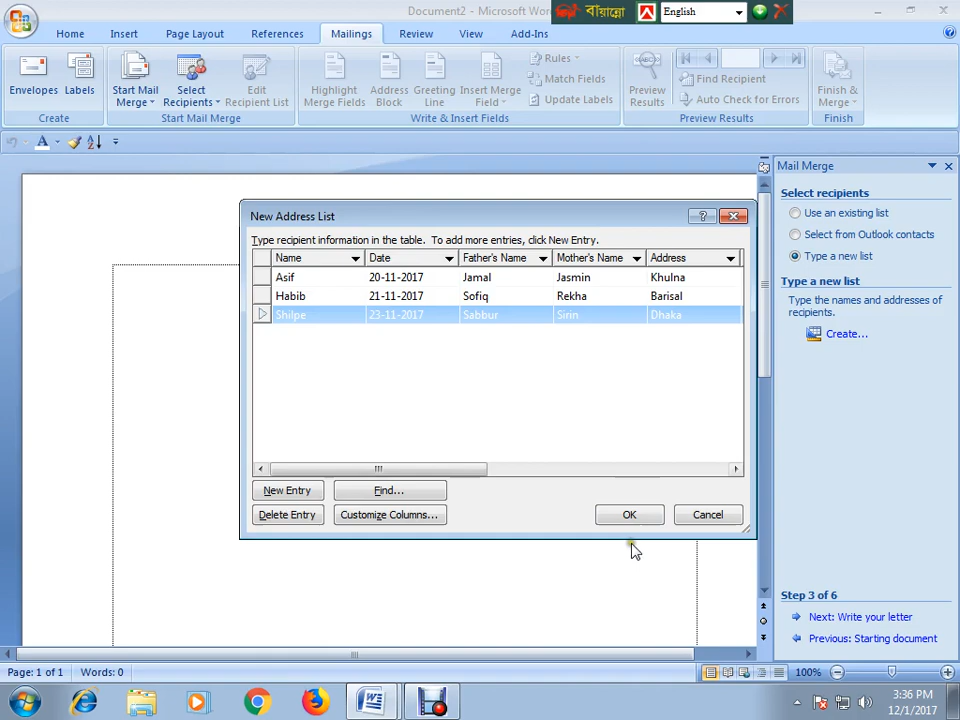 Document2 - Microsoft Wor
বায়ান্নো
English
Home Insert Page Layout References Mailings Review View Add-Ins
Envelopes Labels
Create
Start Mail Merge
Select Recipients
Edit Recipient List
Start Mail Merge
Highlight Merge Fields
Address Block
Greeting Line
Insert Merge Field
Rules
Match Fields
Update Labels
Write & Insert Fields
Preview Results
Find Recipient
Auto Check for Errors
Preview Results
Finish & Merge
Finish
Mail Merge
Select recipients
Use an existing list
Select from Outlook contacts
Type a new list
Type a new list
Type the names and addresses of
recipients.
Create...
New Address List
Type recipient information in the table. To add more entries, click New Entry.
Name Date Father's Name Mother's Name Address
Asif 20-11-2017 Jamal Jasmin Khulna
Habib 21-11-2017 Sofiq Rekha Barisal
Shilpe 23-11-2017 Sabbur Sirin Dhaka
New Entry Find...
Delete Entry Customize Columns... OK Cancel
Step 3 of 6
Next: Write your letter
Previous: Starting document
Page: 1 of 1 Words: 0 100%
3:36 PM
12/1/2017